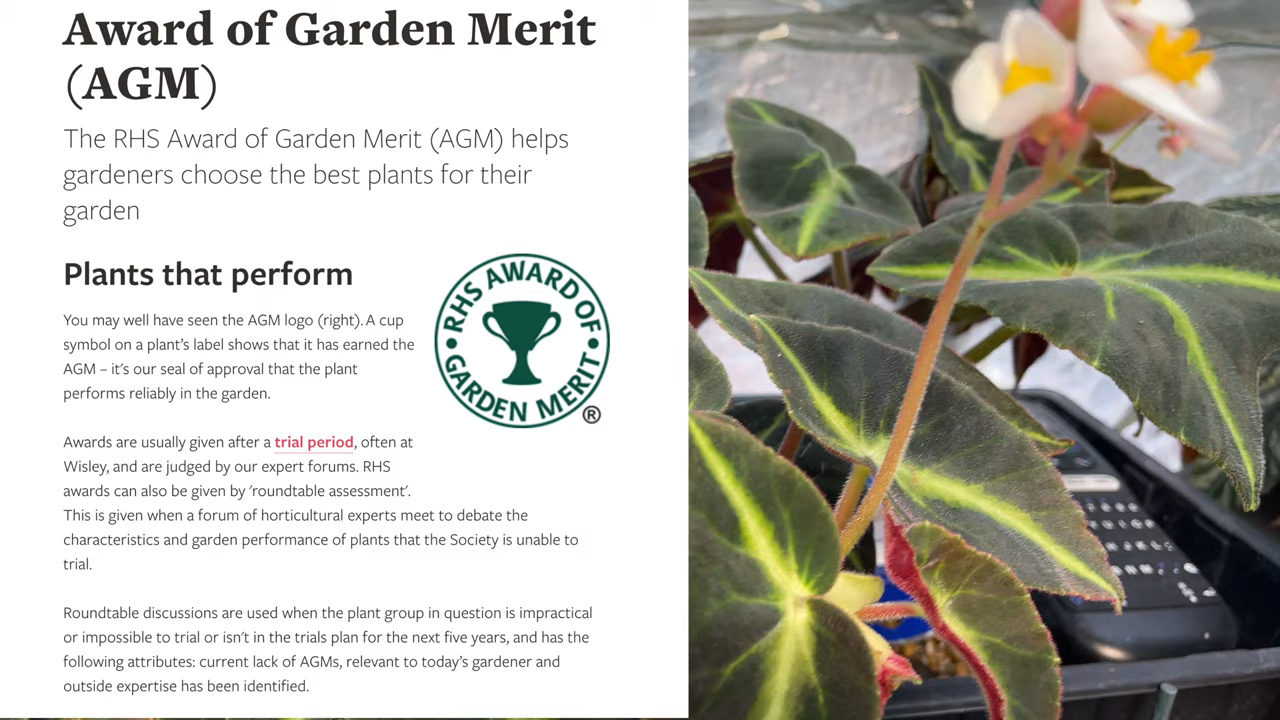 Award of Garden Merit
(AGM)
The RHS Award of Garden Merit (AGM) helps
gardeners choose the best plants for their
garden
Plants that perform
You may well have seen the AGM logo (right). A cup
symbol on a plant's label shows that it has earned the
AGM – it's our seal of approval that the plant
performs reliably in the garden.
RHS AWARD OF
GARDEN MERIT
®
Awards are usually given after a trial period, often at
Wisley, and are judged by our expert forums. RHS
awards can also be given by 'roundtable assessment'.
This is given when a forum of horticultural experts meet to debate the
characteristics and garden performance of plants that the Society is unable to
trial.
Roundtable discussions are used when the plant group in question is impractical
or impossible to trial or isn't in the trials plan for the next five years, and has the
following attributes: current lack of AGMs, relevant to today's gardener and
outside expertise has been identified.